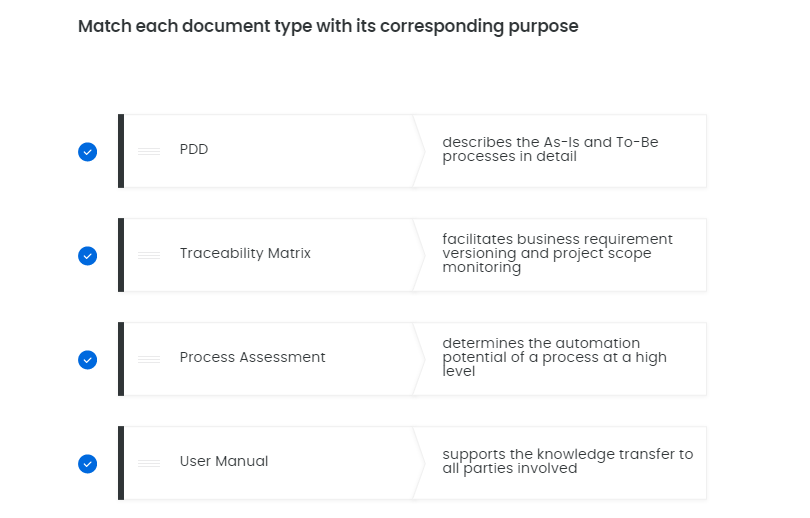 Match each document type with its corresponding purpose
PDD
describes the As-Is and To-Be
processes in detail
Traceability Matrix
facilitates business requirement
versioning and project scope
monitoring
Process Assessment
determines the automation
potential of a process at a high
level
User Manual
supports the knowledge transfer to
all parties involved